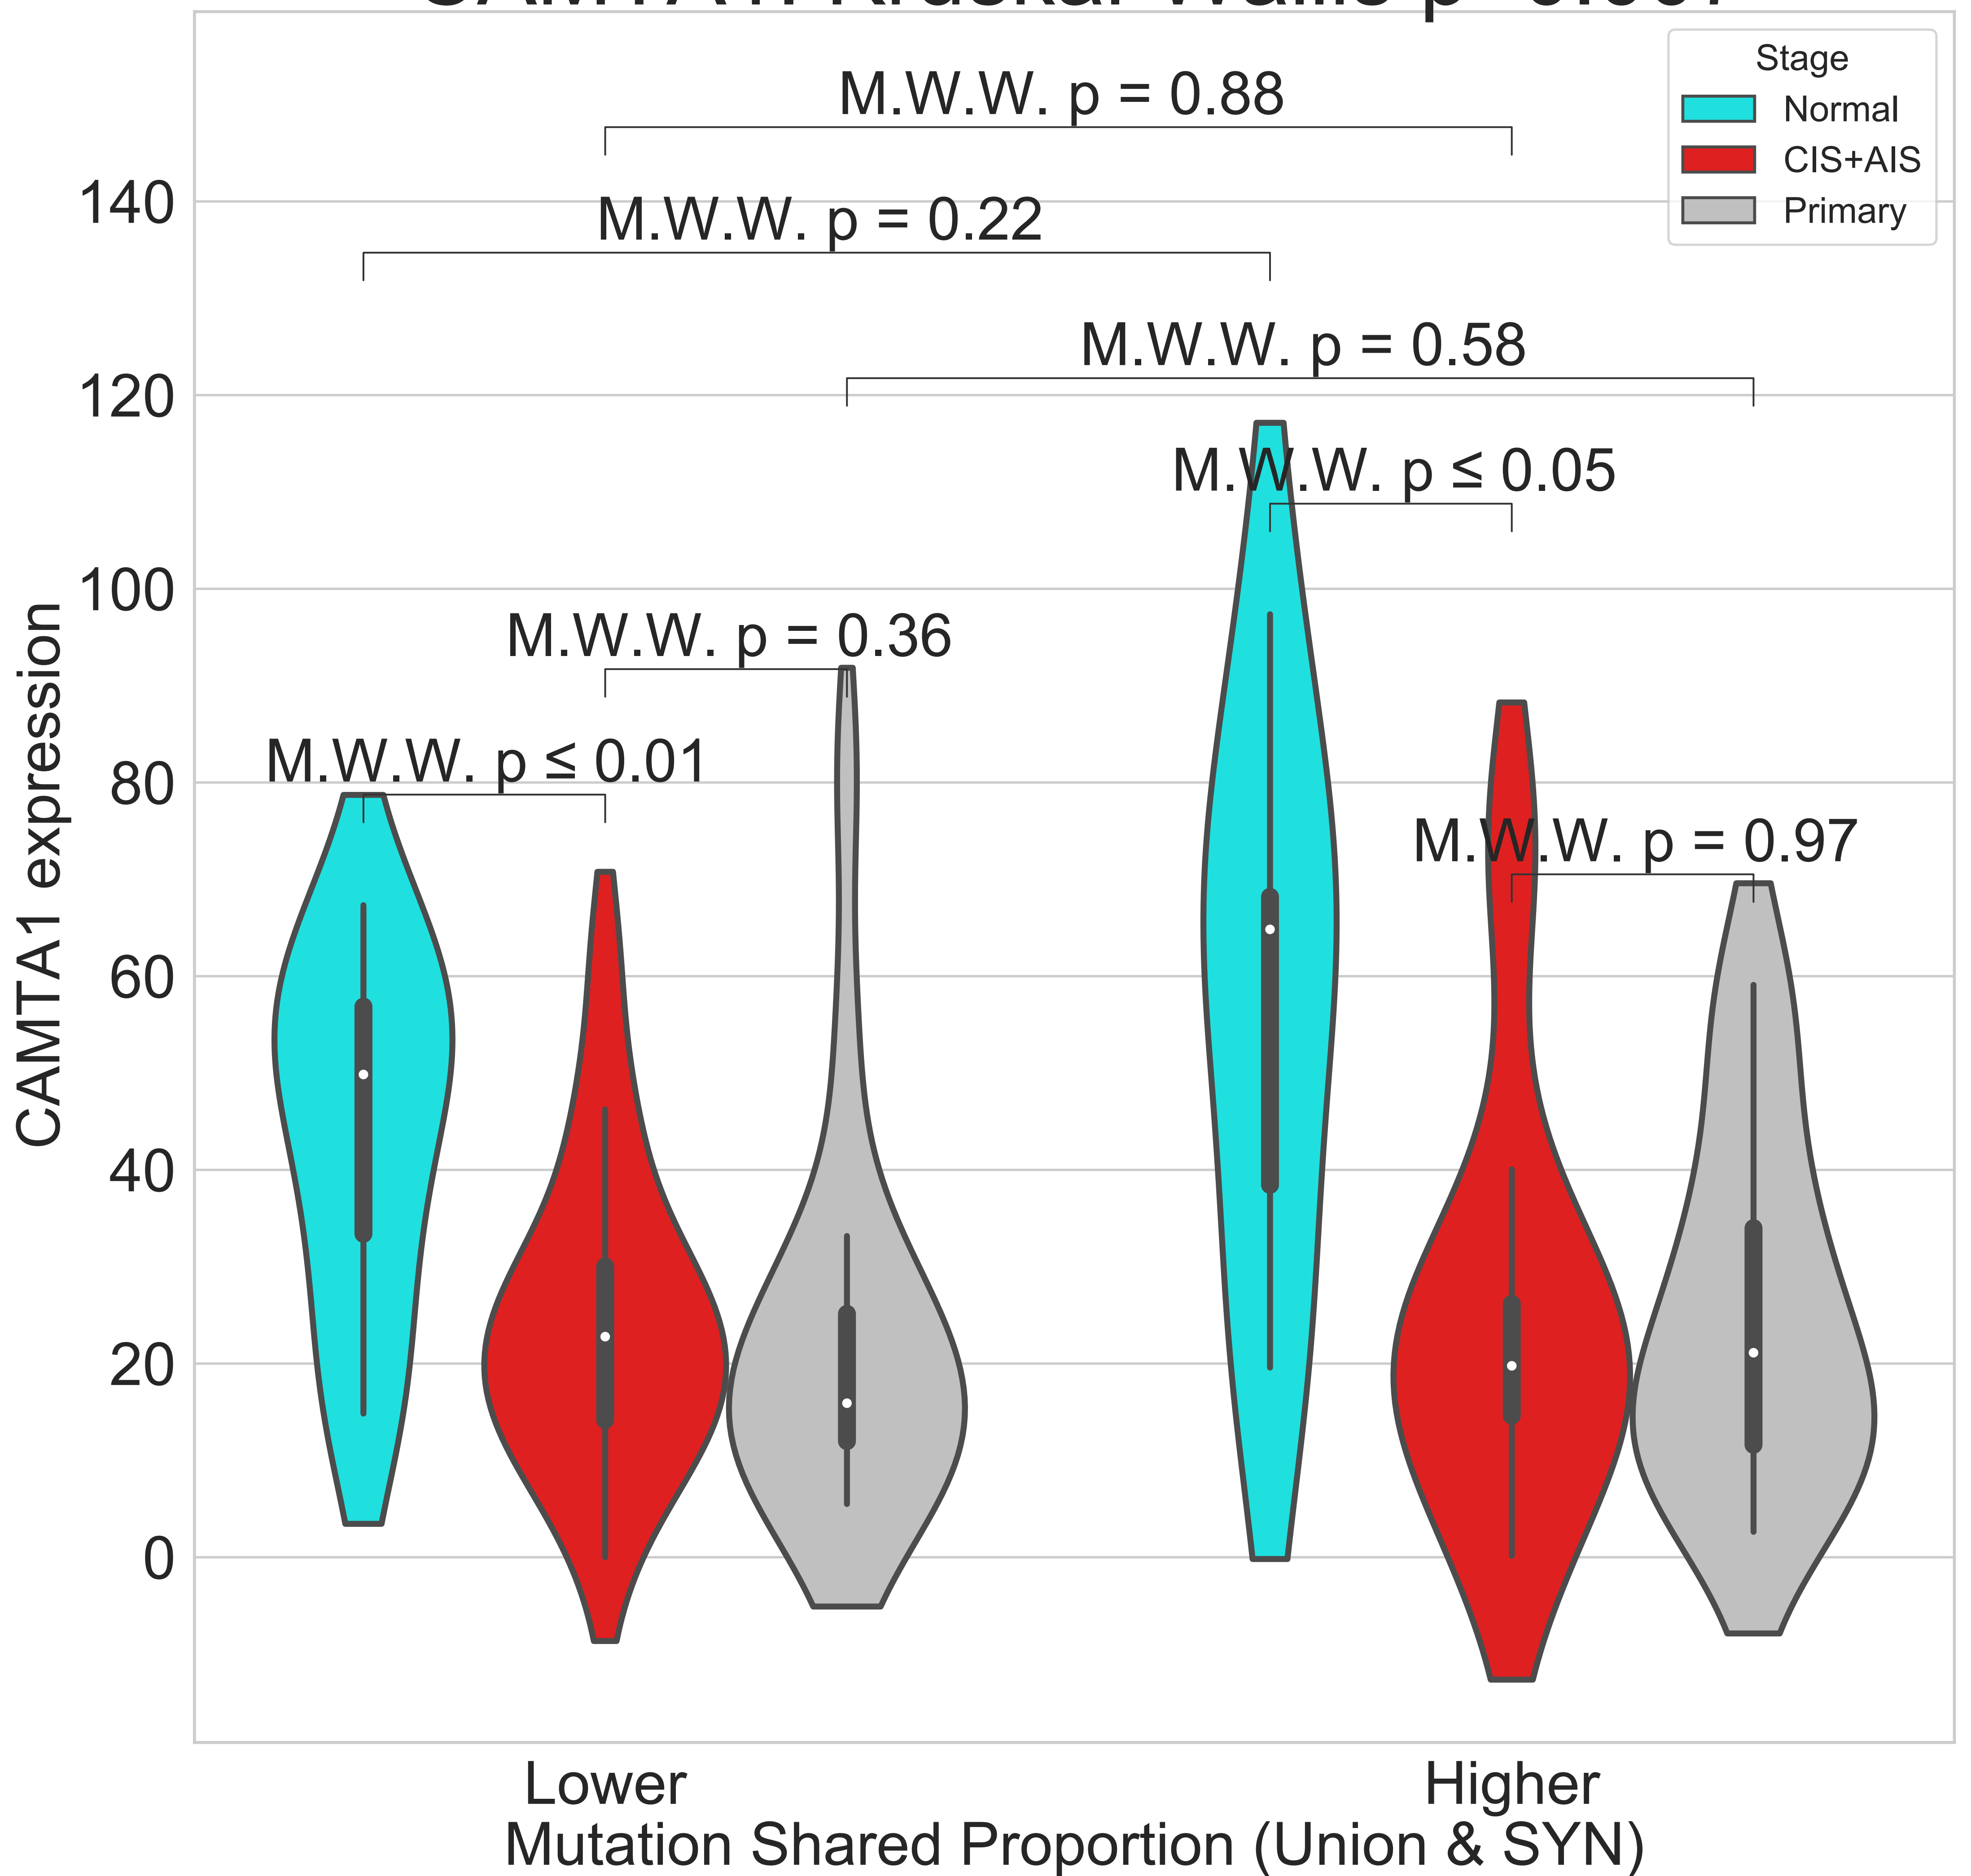 Stage
Normal
CIS+AIS
Primary
M.W.W. p = 0.88
M.W.W. p = 0.22
M.W.W. p = 0.58
M.W.W. p ≤ 0.05
M.W.W. p = 0.36
M.W.W. p ≤ 0.01
M.W.W. p = 0.97
140
120
100
80
60
40
20
0
CAMTA1 expression
Lower
Higher
Mutation Shared Proportion (Union & SYN)